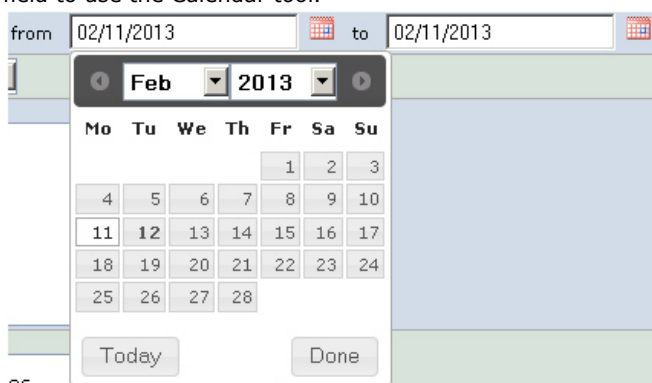 field to use the Calendar tool.
from 02/11/2013 to 02/11/2013
Feb 2013
Mo Tu We Th Fr Sa Su
1 2 3
4 5 6 7 8 9 10
11 12 13 14 15 16 17
18 19 20 21 22 23 24
25 26 27 28
Today Done